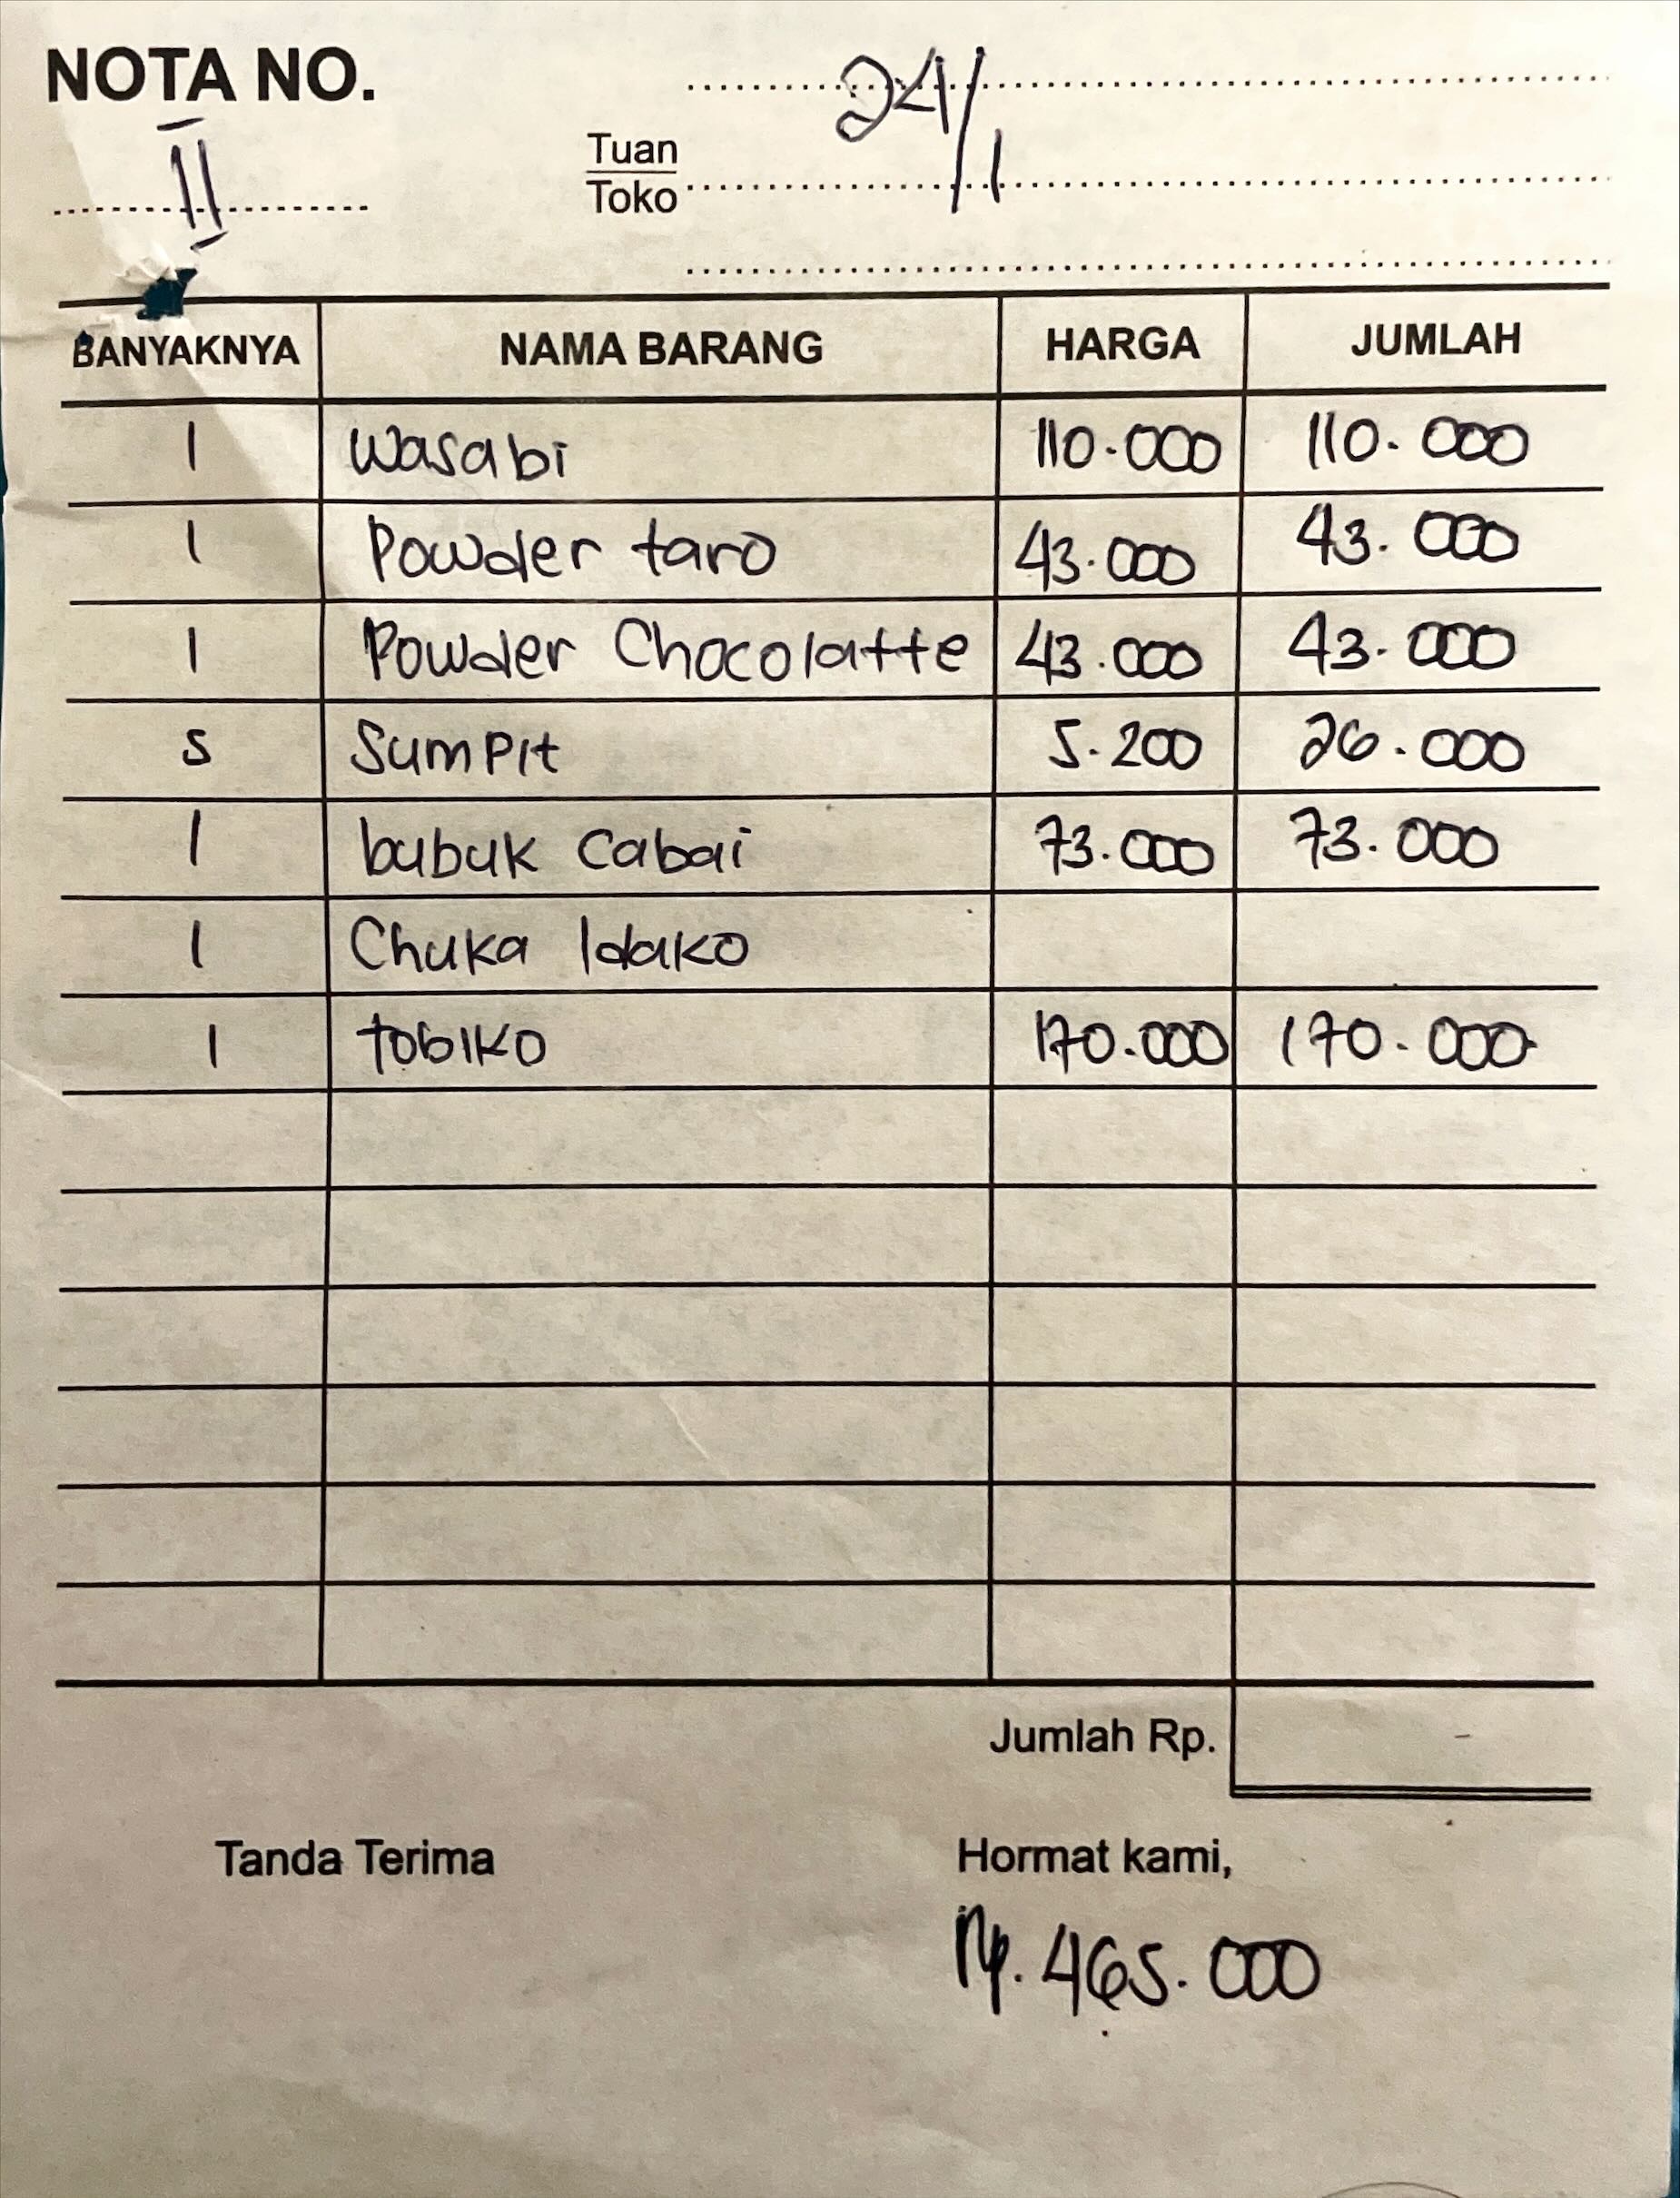 NOTA NO.
II
24/1
Tuan
Toko
BANYAKNYA NAMA BARANG HARGA JUMLAH
1 Wasabi 110.000 110.000
1 Powder taro 43.000 43.000
1 Powder Chocolatte 43.000 43.000
5 Sumpit 5.200 26.000
1 bubuk Cabai 73.000 73.000
1 Chuka Idako
1 tobiko 170.000 170.000
Jumlah Rp.
Tanda Terima Hormat kami,
Rp. 465.000